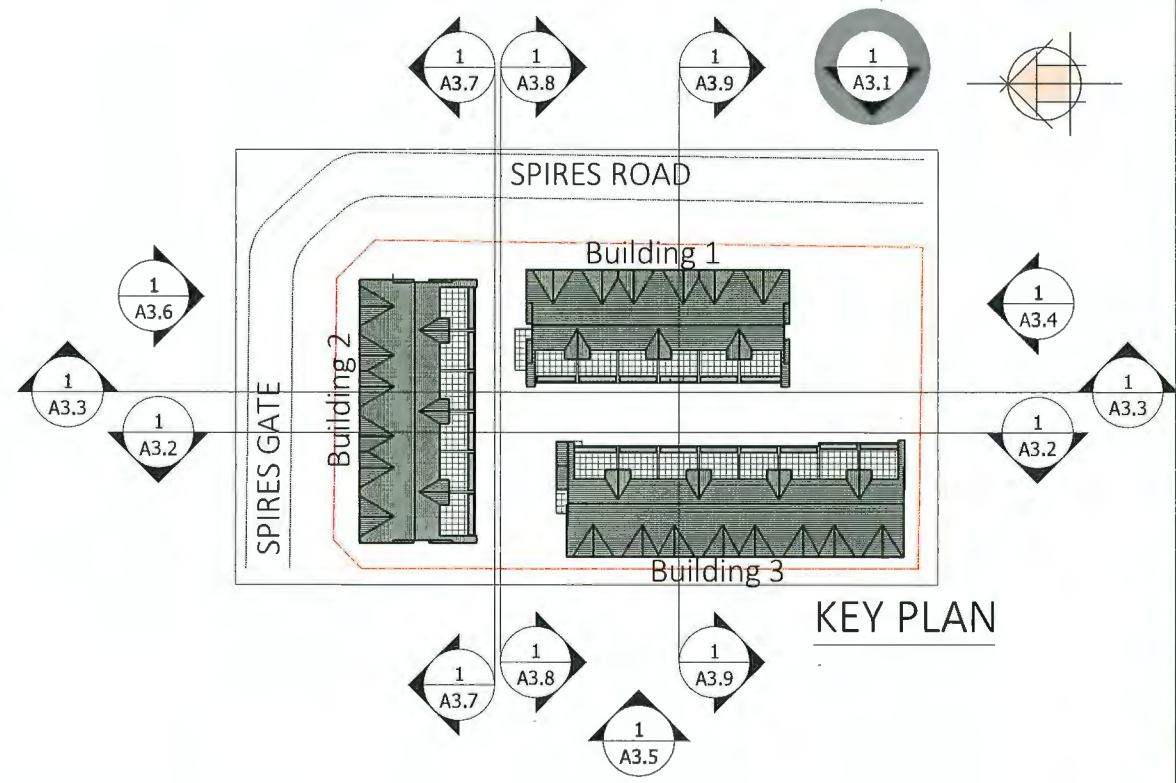 1
A3.7
1
A3.8
1
A3.9
1
A3.1
SPIRES ROAD
Building 1
1
A3.6
1
A3.4
Building 2
SPIRES GATE
1
A3.3
1
A3.3
1
A3.2
1
A3.2
Building 3
KEY PLAN
1
A3.7
1
A3.8
1
A3.9
1
A3.5